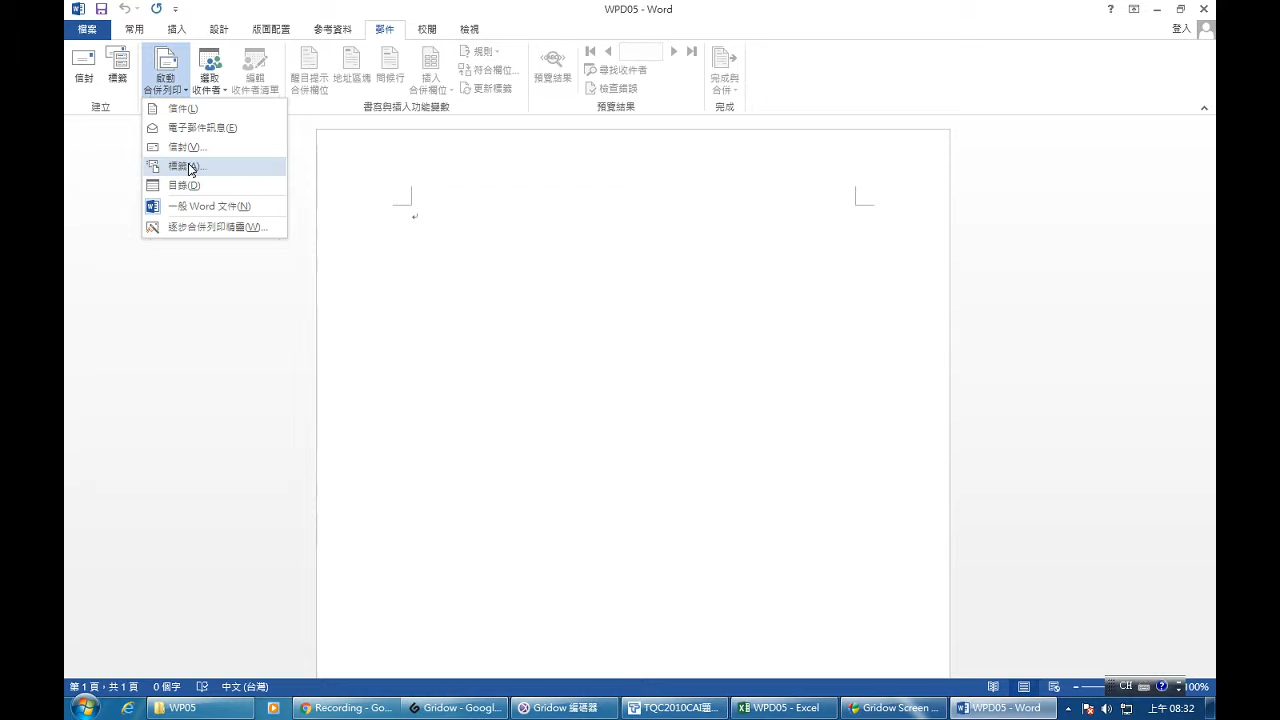 WPD05 - Word
檔案 常用 插入 設計 版面配置 參考資料 郵件 校閱 檢視 登入
信封 標籤 啟動合併列印 選取收件者 編輯收件者清單 醒目提示合併欄位 地址區塊 問候行 插入合併欄位 規則 符合欄位... 更新標籤 預覽結果 尋找收件者 檢查錯誤 完成與合併
建立 書寫與插入功能變數 預覽結果 完成
信件(L)
電子郵件訊息(E)
信封(V)...
標籤(A)...
目錄(D)
一般 Word 文件(N)
逐步合併列印精靈(W)...
第 1 頁，共 1 頁 0 個字 中文 (台灣) CH 100%
WP05 Recording - Go... Gridow - Googl... Gridow 編碼器 TQC2010CAI題... WPD05 - Excel Gridow Screen ... WPD05 - Word 上午 08:32